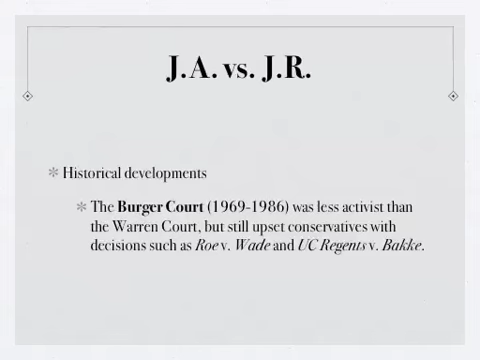 J.A. vs. J.R.
Historical developments
The Burger Court (1969-1986) was less activist than
the Warren Court, but still upset conservatives with
decisions such as Roe v. Wade and UC Regents v. Bakke.